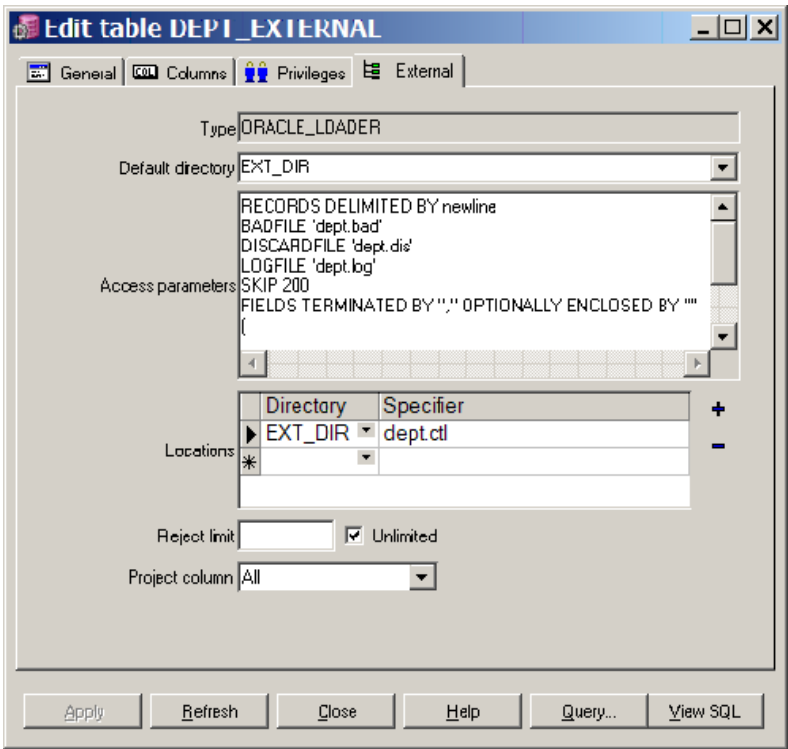 Edit table DEPT_EXTERNAL
General Columns Privileges External
Type ORACLE_LOADER
Default directory EXT_DIR
Access parameters
RECORDS DELIMITED BY newline
BADFILE 'dept.bad'
DISCARDFILE 'dept.dis'
LOGFILE 'dept.log'
SKIP 200
FIELDS TERMINATED BY "," OPTIONALLY ENCLOSED BY '"'
(
Locations
Directory Specifier
EXT_DIR dept.ctl
Reject limit Unlimited
Project column All
Apply Refresh Close Help Query... View SQL